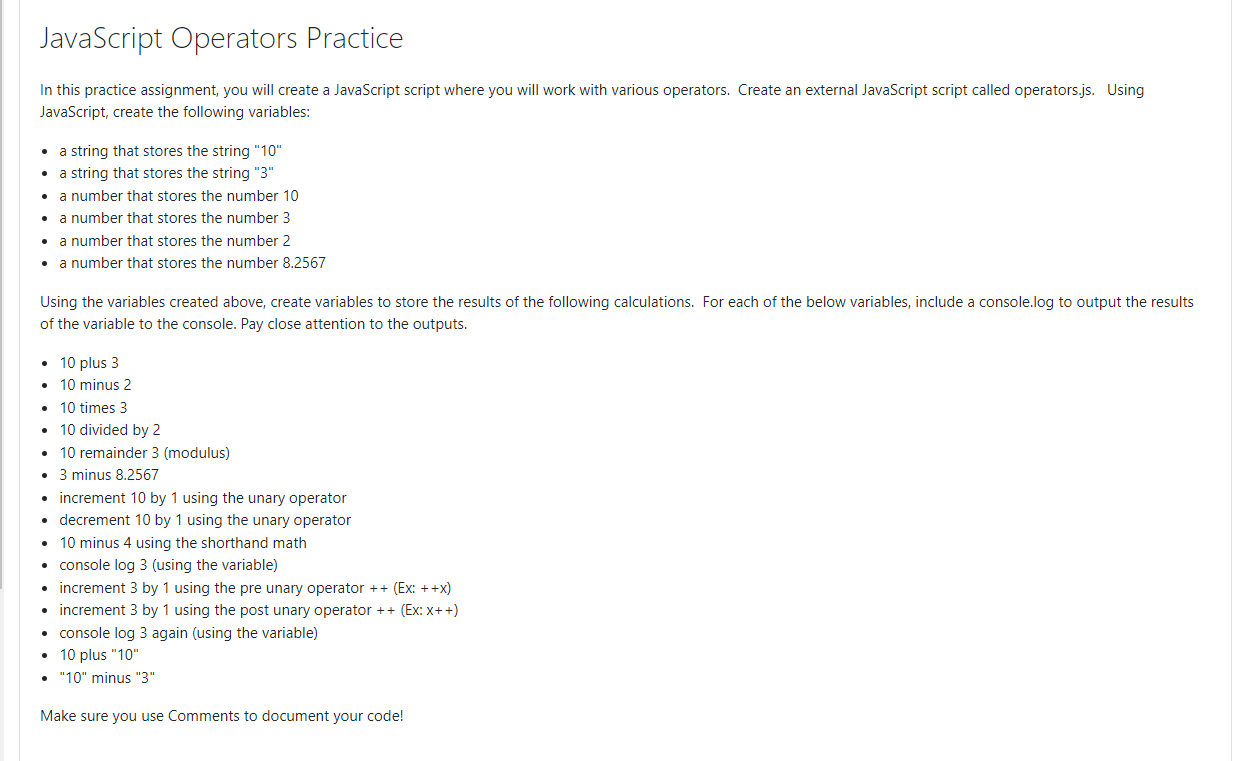 JavaScript Operators Practice
In this practice assignment, you will create a JavaScript script where you will work with various operators.  Create an external JavaScript script called operators.js.   Using
JavaScript, create the following variables:
• a string that stores the string "10"
• a string that stores the string "3"
• a number that stores the number 10
• a number that stores the number 3
• a number that stores the number 2
• a number that stores the number 8.2567
Using the variables created above, create variables to store the results of the following calculations.  For each of the below variables, include a console.log to output the results
of the variable to the console. Pay close attention to the outputs.
• 10 plus 3
• 10 minus 2
• 10 times 3
• 10 divided by 2
• 10 remainder 3 (modulus)
• 3 minus 8.2567
• increment 10 by 1 using the unary operator
• decrement 10 by 1 using the unary operator
• 10 minus 4 using the shorthand math
• console log 3 (using the variable)
• increment 3 by 1 using the pre unary operator ++ (Ex: ++x)
• increment 3 by 1 using the post unary operator ++ (Ex: x++)
• console log 3 again (using the variable)
• 10 plus "10"
• "10" minus "3"
Make sure you use Comments to document your code!